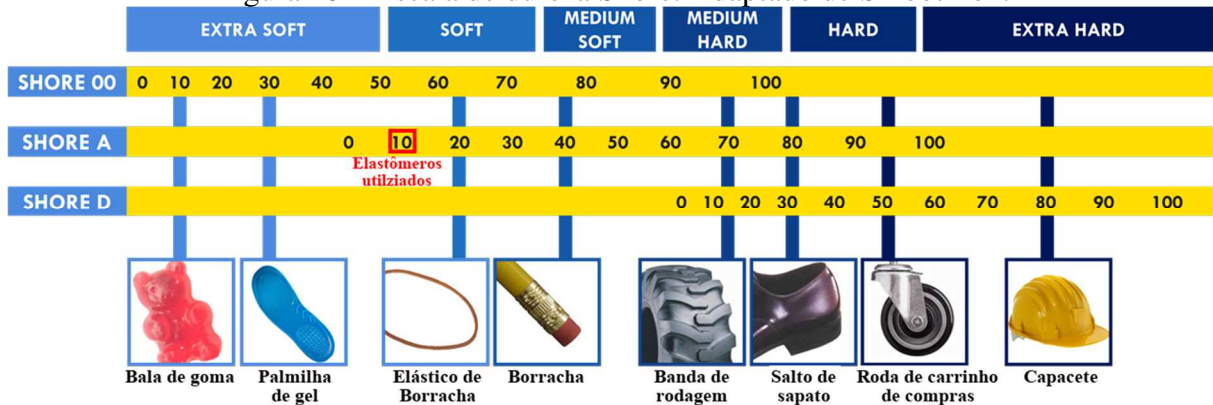 EXTRA SOFT
SOFT
MEDIUM
SOFT
MEDIUM
HARD
HARD
EXTRA HARD
SHORE 00 0 10 20 30 40 50 60 70 80 90 100
SHORE A 0 10 20 30 40 50 60 70 80 90 100
Elastômeros
utilziados
SHORE D 0 10 20 30 40 50 60 70 80 90 100
Bala de goma
Palmilha
de gel
Elástico de
Borracha
Borracha
Banda de
rodagem
Salto de
sapato
Roda de carrinho
de compras
Capacete